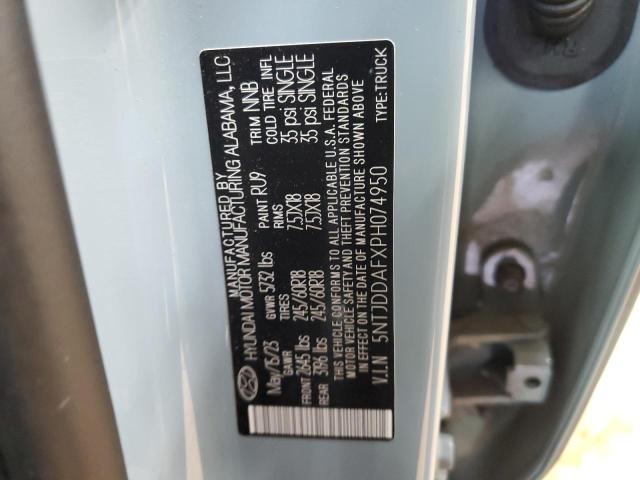 MANUFACTURED BY
HYUNDAI MOTOR MANUFACTURING ALABAMA, LLC
May/15/23 PAINT RU9 TRIM NNB
GVWR 5732 lbs
GAWR TIRES RIMS COLD TIRE INFL
FRONT 2645 lbs 245/60R18 7.5JX18 35 psi SINGLE
REAR 3396 lbs 245/60R18 7.5JX18 35 psi SINGLE
THIS VEHICLE CONFORMS TO ALL APPLICABLE U.S.A. FEDERAL
MOTOR VEHICLE SAFETY AND THEFT PREVENTION STANDARDS
IN EFFECT ON THE DATE OF MANUFACTURE SHOWN ABOVE
V.I.N 5NTJDDAFXPH074950 TYPE:TRUCK